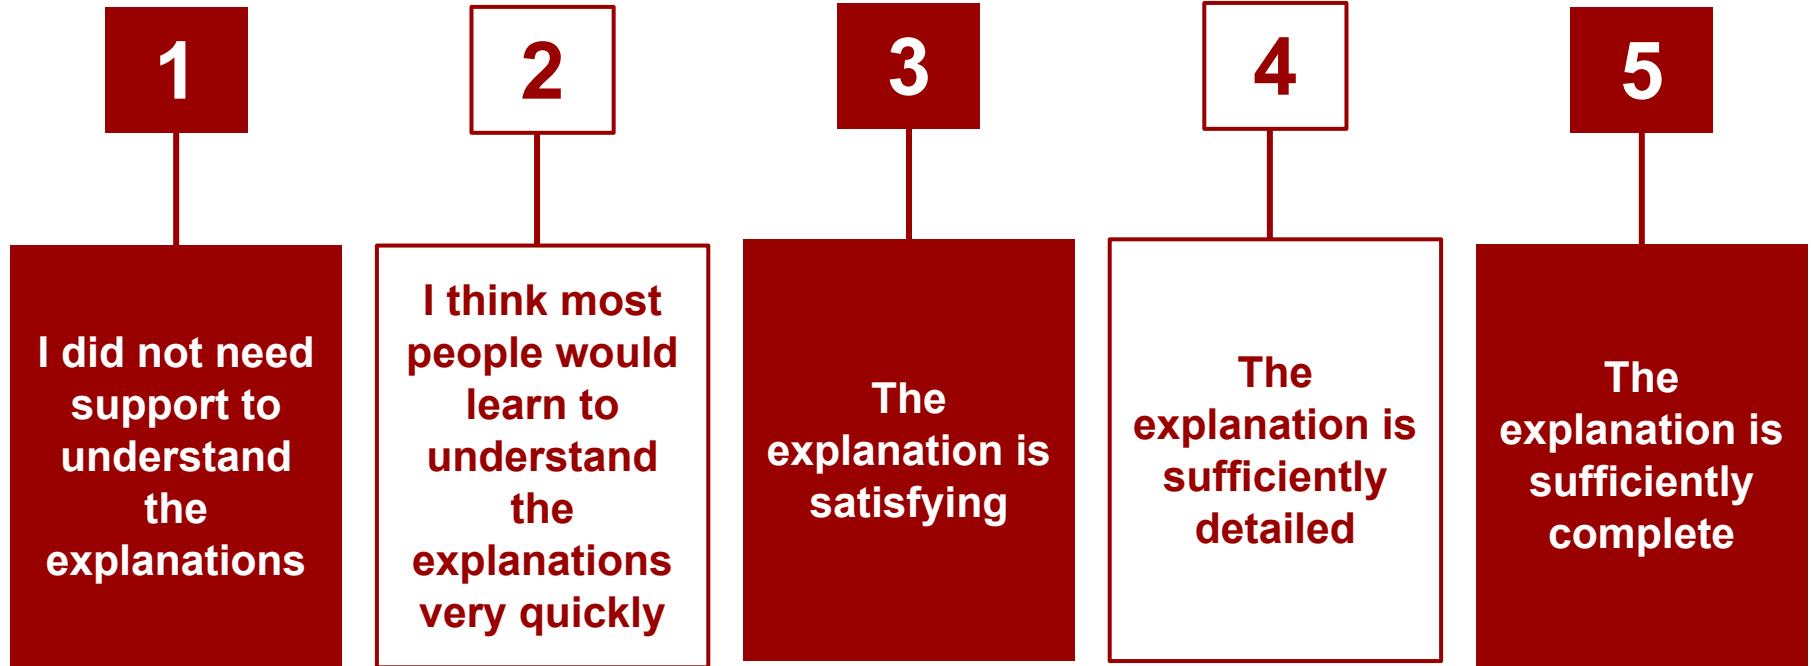 1
I did not need
support to
understand
the
explanations
2
I think most
people would
learn to
understand
the
explanations
very quickly
3
The
explanation is
satisfying
4
The
explanation is
sufficiently
detailed
5
The
explanation is
sufficiently
complete